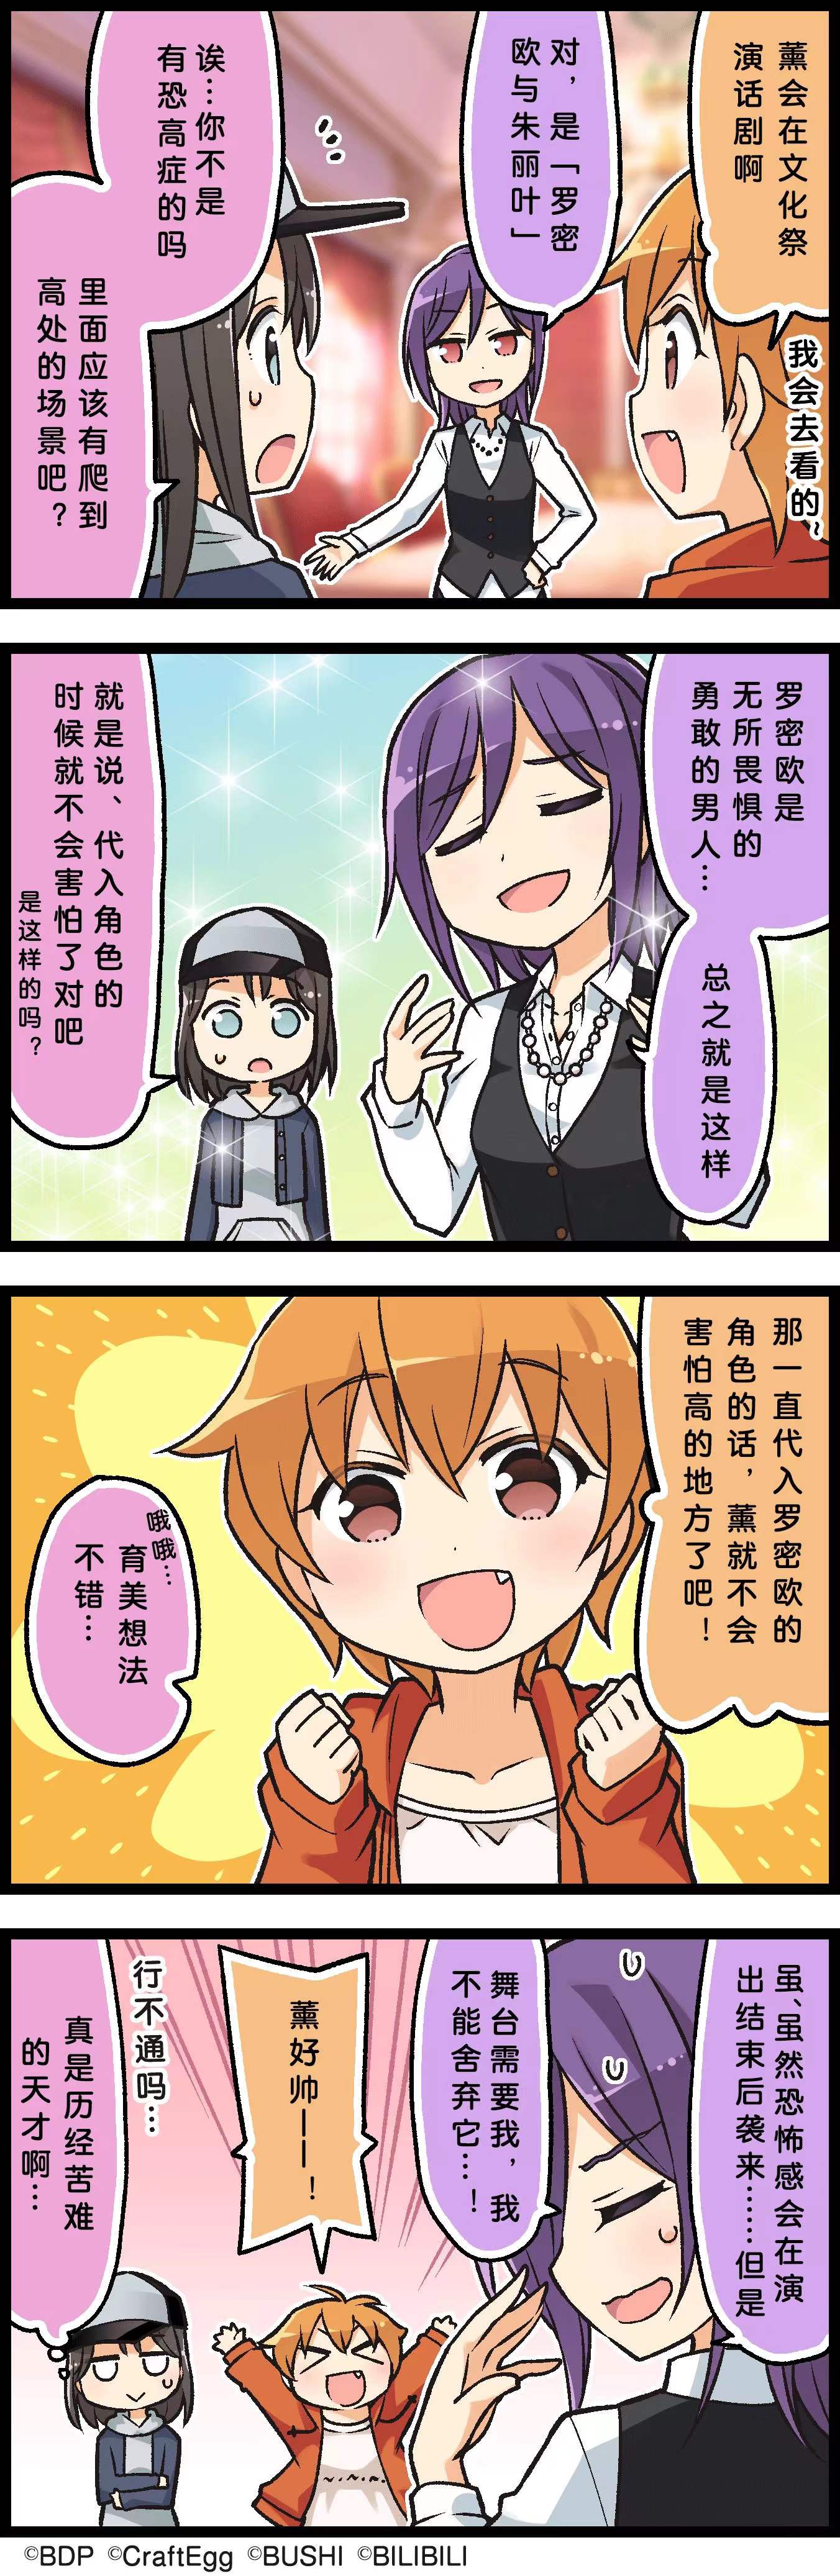 薰会在文化祭
演话剧啊
我会去看的~
对，是「罗密
欧与朱丽叶」
诶…你不是
有恐高症的吗
里面应该有爬到
高处的场景吧？
罗密欧是
无所畏惧的
勇敢的男人…
总之就是这样
就是说、代入角色的
时候就不会害怕了对吧
是这样的吗？
那一直代入罗密欧的
角色的话，薰就不会
害怕高的地方了吧！
哦哦…
育美想法
不错…
虽、虽然恐怖感会在演
出结束后袭来……但是
舞台需要我，我
不能舍弃它…！
薰好帅——！
行不通吗…
真是历经苦难
的天才啊…
©BDP ©CraftEgg ©BUSHI ©BILIBILI